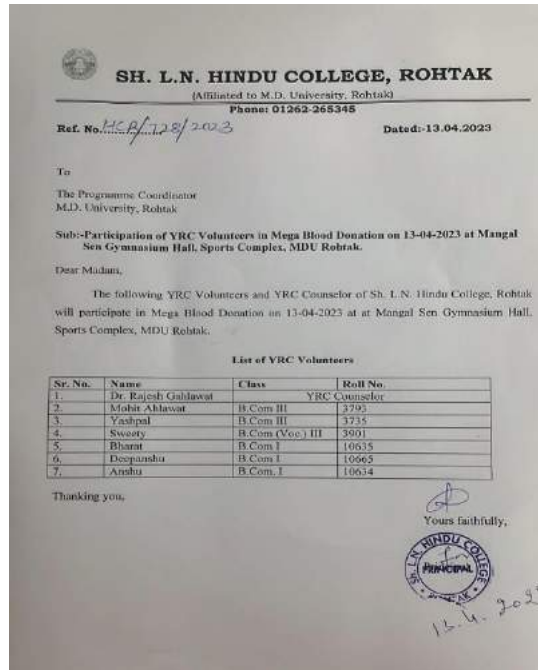 SH. L.N. HINDU COLLEGE, ROHTAK
(Affiliated to M.D. University, Rohtak)
Phone: 01262-265345
Ref. No. HCR/728/2023 Dated:-13.04.2023
To
The Programme Coordinator
M.D. University, Rohtak
Sub:-Participation of YRC Volunteers in Mega Blood Donation on 13-04-2023 at Mangal
Sen Gymnasium Hall, Sports Complex, MDU Rohtak.
Dear Madam,
The following YRC Volunteers and YRC Counselor of Sh. L.N. Hindu College, Rohtak
will participate in Mega Blood Donation on 13-04-2023 at at Mangal Sen Gymnasium Hall,
Sports Complex, MDU Rohtak.
List of YRC Volunteers
Sr. No. Name Class Roll No.
1. Dr. Rajesh Gahlawat YRC Counselor
2. Mohit Ahlawat B.Com III 3793
3. Yashpal B.Com III 3735
4. Sweety B.Com (Voc.) III 3901
5. Bharat B.Com I 10635
6. Deepanshu B.Com I 10665
7. Anshu B.Com. I 10634
Thanking you,
Yours faithfully,
SH. L.N. HINDU COLLEGE
PRINCIPAL
13.4.202